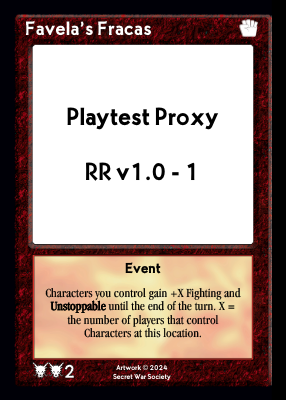 Favela's Fracas
Playtest Proxy
RR v1.0 - 1
Event
Characters you control gain +X Fighting and
Unstoppable until the end of the turn. X =
the number of players that control
Characters at this location.
2
Artwork © 2024
Secret War Society